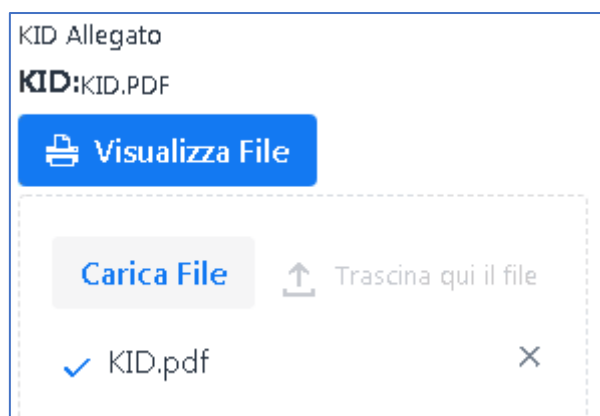 KID Allegato
KID:KID.PDF
Visualizza File
Carica File Trascina qui il file
KID.pdf